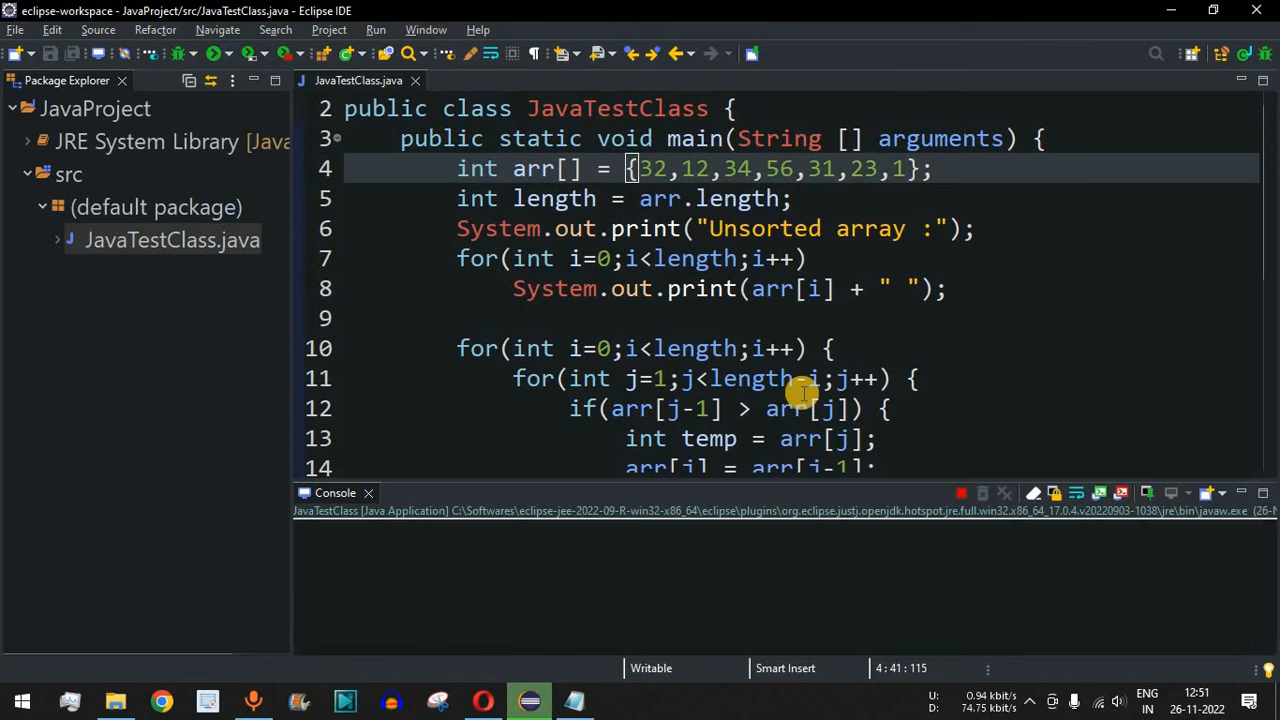 eclipse-workspace - JavaProject/src/JavaTestClass.java - Eclipse IDE
File Edit Source Refactor Navigate Search Project Run Window Help
Package Explorer
JavaTestClass.java
JavaProject
JRE System Library [Java
src
(default package)
JavaTestClass.java
2 public class JavaTestClass {
3 public static void main(String [] arguments) {
4 int arr[] = {32,12,34,56,31,23,1};
5 int length = arr.length;
6 System.out.print("Unsorted array :");
7 for(int i=0;i<length;i++)
8 System.out.print(arr[i] + " ");
9
10 for(int i=0;i<length;i++) {
11 for(int j=1;j<length-i;j++) {
12 if(arr[j-1] > arr[j]) {
13 int temp = arr[j];
14 arr[j] = arr[j-1];
Console
JavaTestClass [Java Application] C:\Softwares\eclipse-jee-2022-09-R-win32-x86_64\eclipse\plugins\org.eclipse.justj.openjdk.hotspot.jre.full.win32.x86_64_17.0.4.v20220903-1038\jre\bin\javaw.exe (26-N
Writable Smart Insert 4 : 41 : 115
U: 0.94 kbit/s
D: 74.75 kbit/s
ENG
IN
12:51
26-11-2022